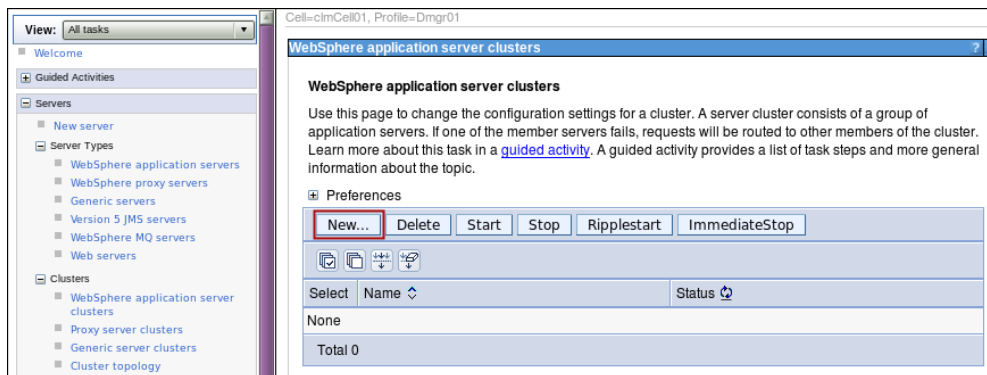 View: All tasks
Welcome
Guided Activities
Servers
New server
Server Types
WebSphere application servers
WebSphere proxy servers
Generic servers
Version 5 JMS servers
WebSphere MQ servers
Web servers
Clusters
WebSphere application server
clusters
Proxy server clusters
Generic server clusters
Cluster topology
Cell=clmCell01, Profile=Dmgr01
WebSphere application server clusters ?
WebSphere application server clusters
Use this page to change the configuration settings for a cluster. A server cluster consists of a group of
application servers. If one of the member servers fails, requests will be routed to other members of the cluster.
Learn more about this task in a guided activity. A guided activity provides a list of task steps and more general
information about the topic.
Preferences
New... Delete Start Stop Ripplestart ImmediateStop
Select Name Status
None
Total 0